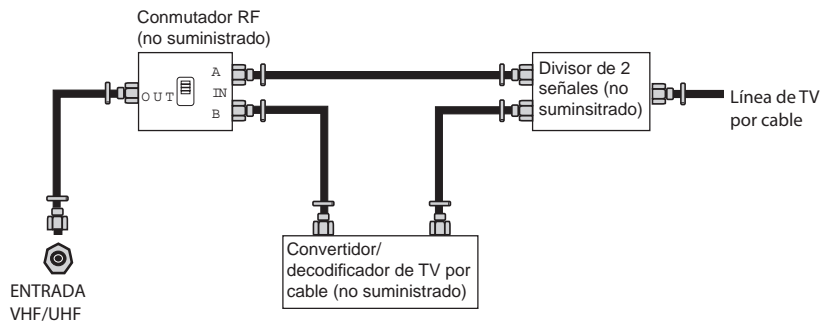 Conmutador RF
(no suministrado)
A
OUT
IN
B
Divisor de 2
señales (no
suminsitrado)
Línea de TV
por cable
Convertidor/
decodificador de TV por
cable (no suministrado)
ENTRADA
VHF/UHF